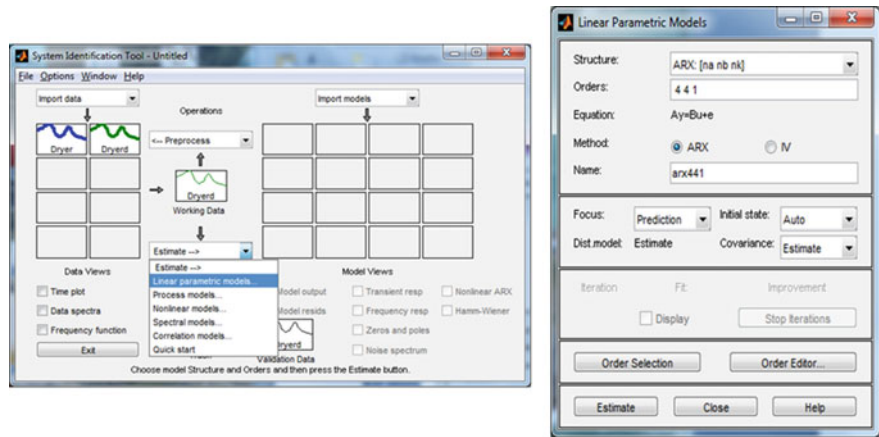 System Identification Tool - Untitled
File Options Window Help
Import data
Import models
Operations
<-- Preprocess
Dryer
Dryerd
Dryerd
Working Data
Estimate -->
Estimate -->
Linear parametric models...
Process models...
Nonlinear models...
Spectral models...
Correlation models...
Quick start
Data Views
Time plot
Data spectra
Frequency function
Exit
Model Views
Model output
Transient resp
Nonlinear ARX
Model resids
Frequency resp
Hamm-Wiener
Zeros and poles
Noise spectrum
Dryerd
Trash
Validation Data
Choose model Structure and Orders and then press the Estimate button.
Linear Parametric Models
Structure: ARX: [na nb nk]
Orders: 4 4 1
Equation: Ay=Bu+e
Method: ARX IV
Name: arx441
Focus: Prediction Initial state: Auto
Dist.model: Estimate Covariance: Estimate
Iteration Fit: Improvement
Display Stop Iterations
Order Selection Order Editor...
Estimate Close Help